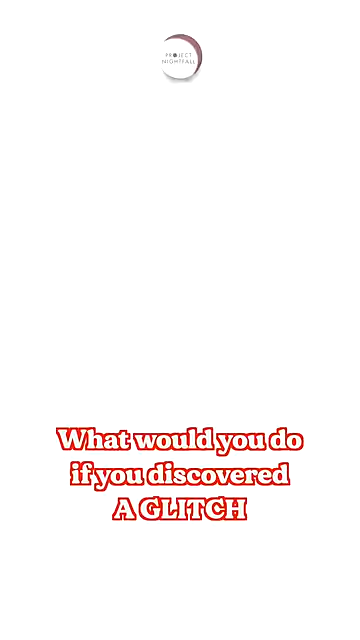 PROJECT
NIGHTFALL
What would you do
if you discovered
A GLITCH